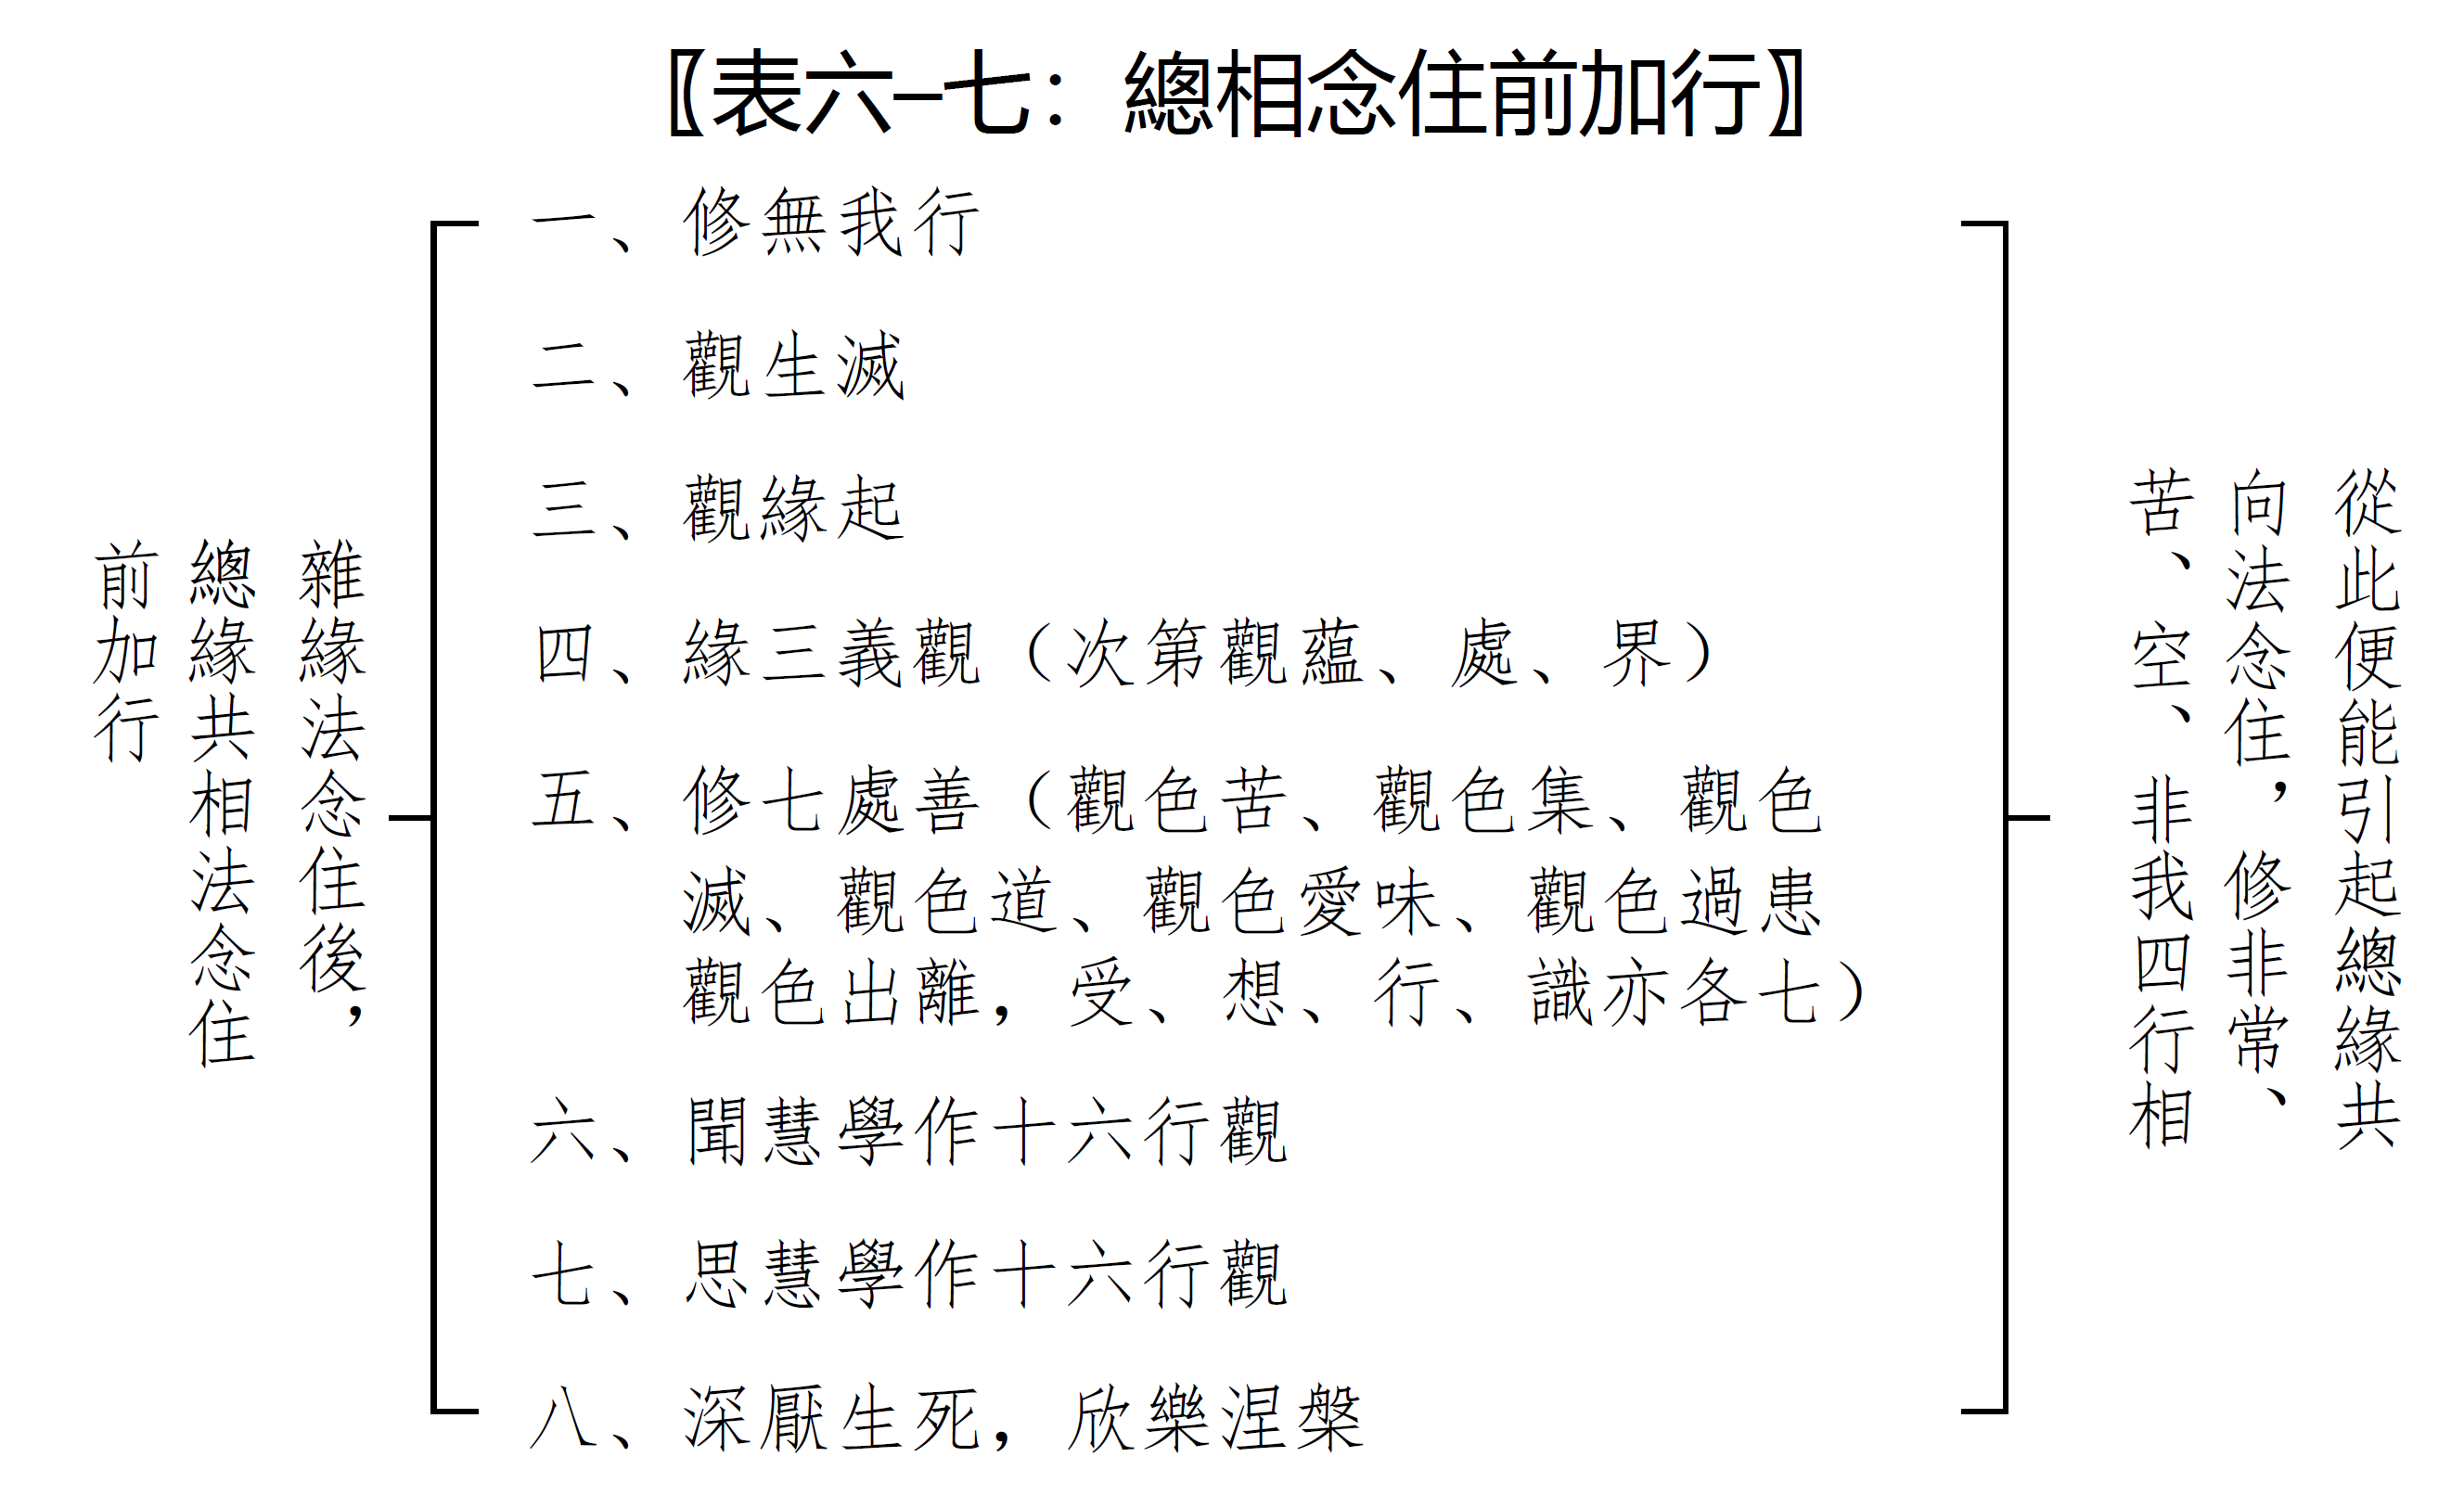 〖表六–七：總相念住前加行〗
雜緣法念住後，
總緣共相法念住
前加行
一、修無我行
二、觀生滅
三、觀緣起
四、緣三義觀（次第觀蘊、處、界）
五、修七處善（觀色苦、觀色集、觀色
滅、觀色道、觀色愛味、觀色過患
觀色出離，受、想、行、識亦各七）
六、聞慧學作十六行觀
七、思慧學作十六行觀
八、深厭生死，欣樂涅槃
從此便能引起總緣共
向法念住，修非常、
苦、空、非我四行相